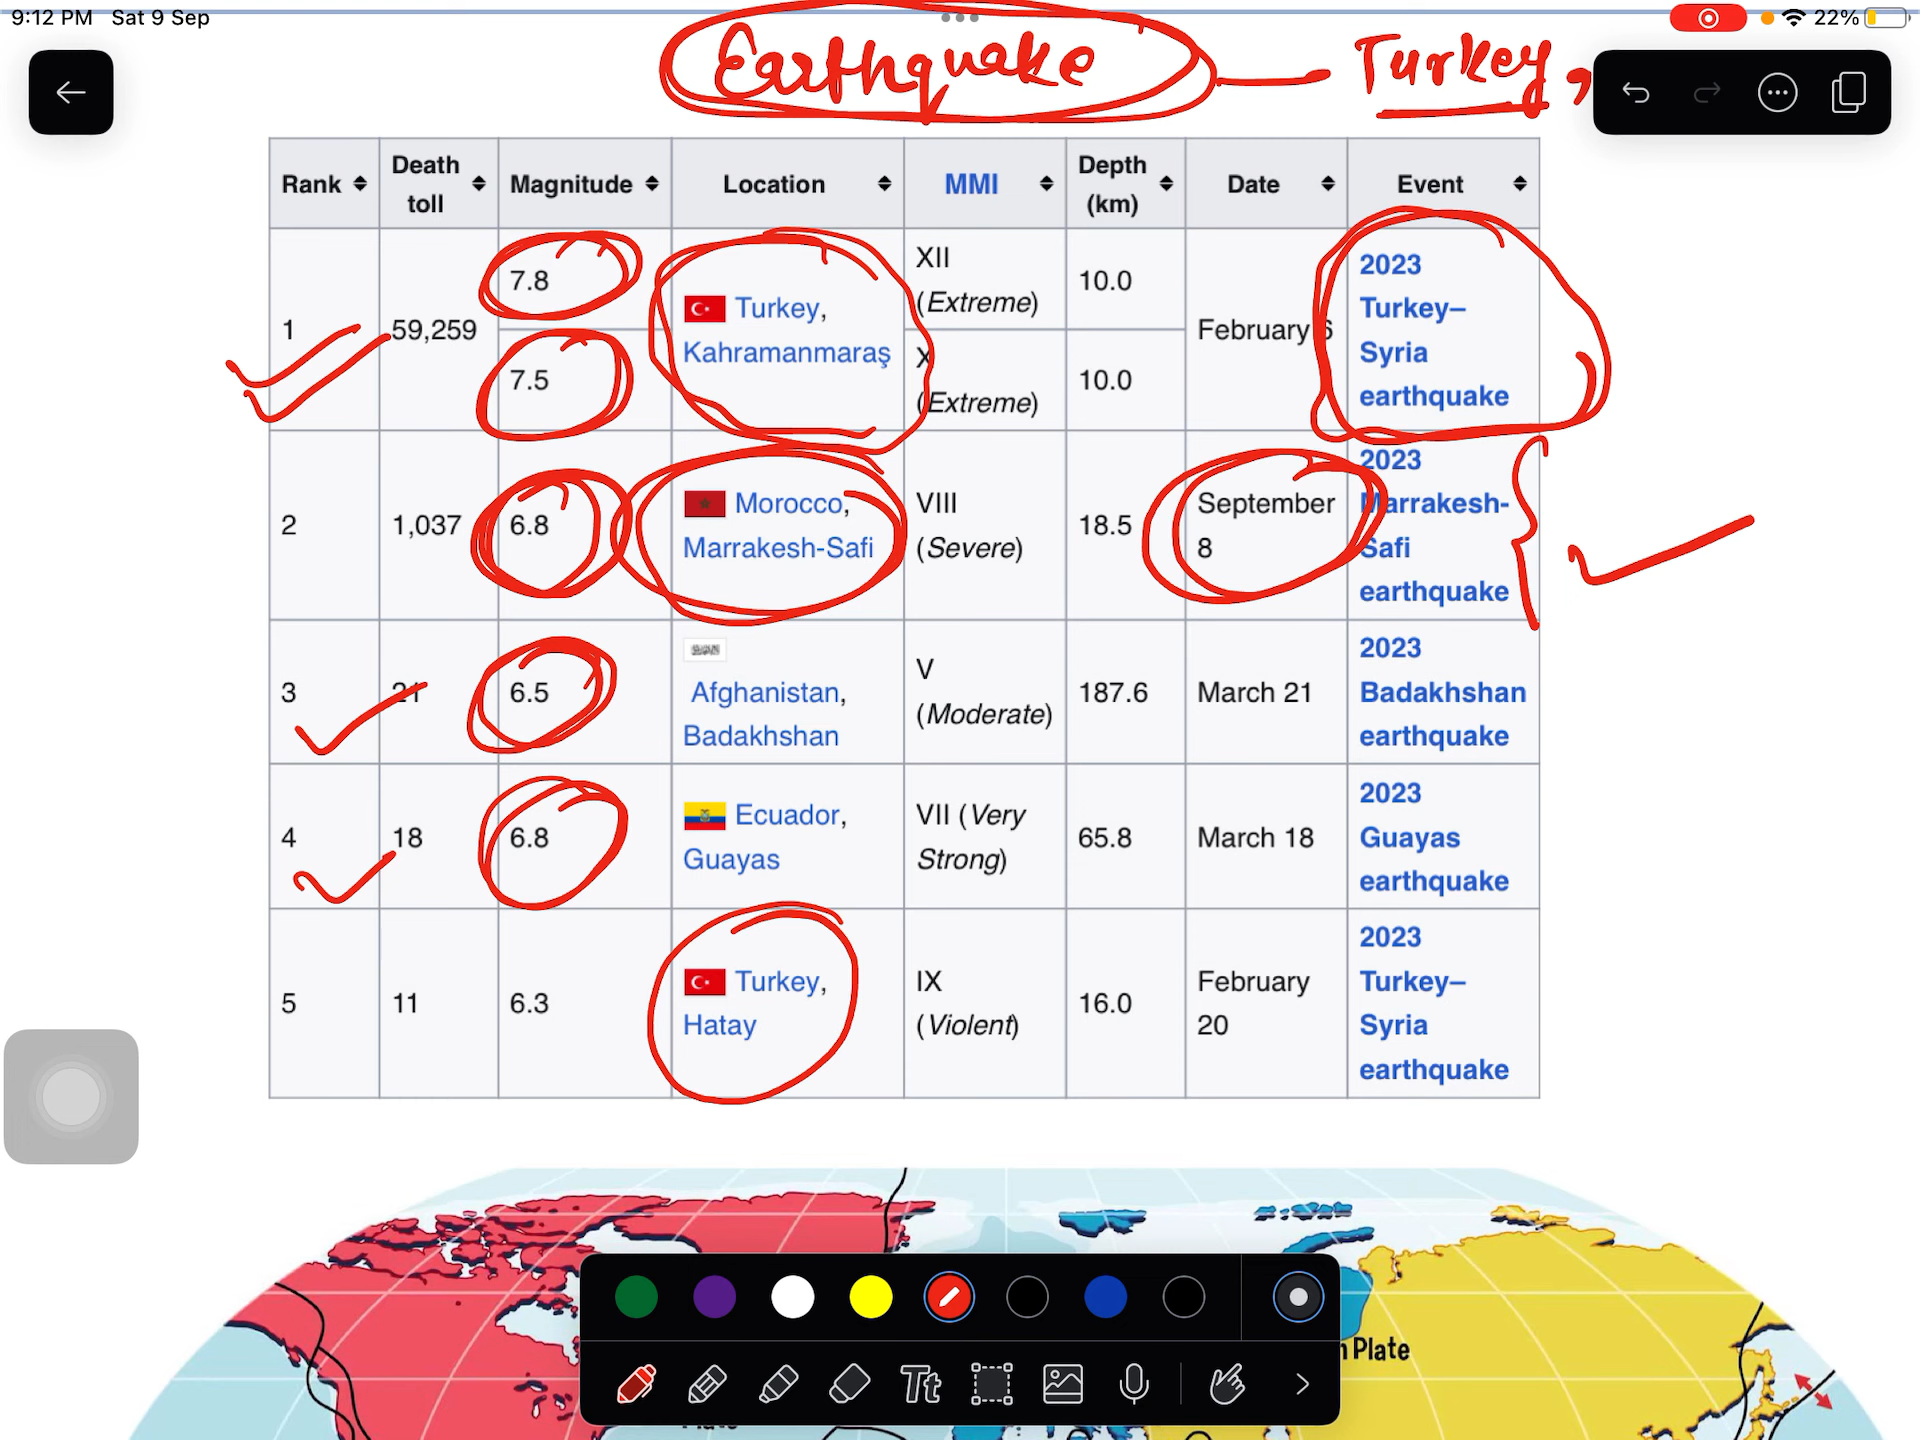 9:12 PM Sat 9 Sep
22%
Earthquake — Turkey,
Rank Death toll Magnitude Location MMI Depth (km) Date Event
1 59,259 7.8 Turkey, Kahramanmaraş XII (Extreme) 10.0 February 6 2023 Turkey–Syria earthquake
7.5 X (Extreme) 10.0
2 1,037 6.8 Morocco, Marrakesh-Safi VIII (Severe) 18.5 September 8 2023 Marrakesh-Safi earthquake
3 21 6.5 Afghanistan, Badakhshan V (Moderate) 187.6 March 21 2023 Badakhshan earthquake
4 18 6.8 Ecuador, Guayas VII (Very Strong) 65.8 March 18 2023 Guayas earthquake
5 11 6.3 Turkey, Hatay IX (Violent) 16.0 February 20 2023 Turkey–Syria earthquake
Plate
Tt